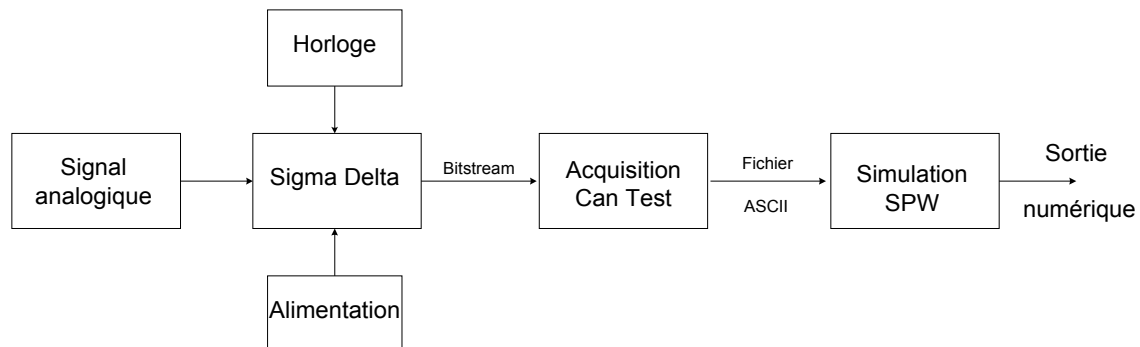 Horloge
Signal
analogique
Sigma Delta
Bitstream
Acquisition
Can Test
Fichier
ASCII
Simulation
SPW
Sortie
numérique
Alimentation